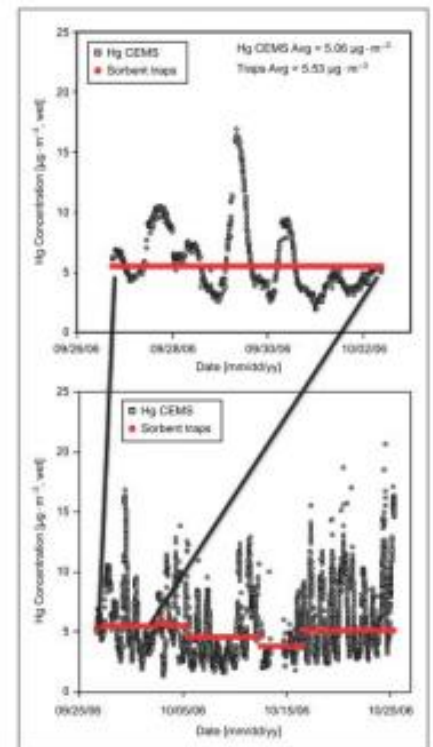 25
20
15
10
5
0
Hg Concentration [µg · m⁻³, wet]
Hg CEMS
Sorbent traps
Hg CEMS Avg = 5.06 µg · m⁻³
Traps Avg = 5.53 µg · m⁻³
09/26/06 09/28/06 09/30/06 10/02/06
Date [mm/dd/yy]
25
20
15
10
5
0
Hg Concentration [µg · m⁻³, wet]
Hg CEMS
Sorbent traps
09/25/06 10/05/06 10/15/06 10/25/06
Date [mm/dd/yy]